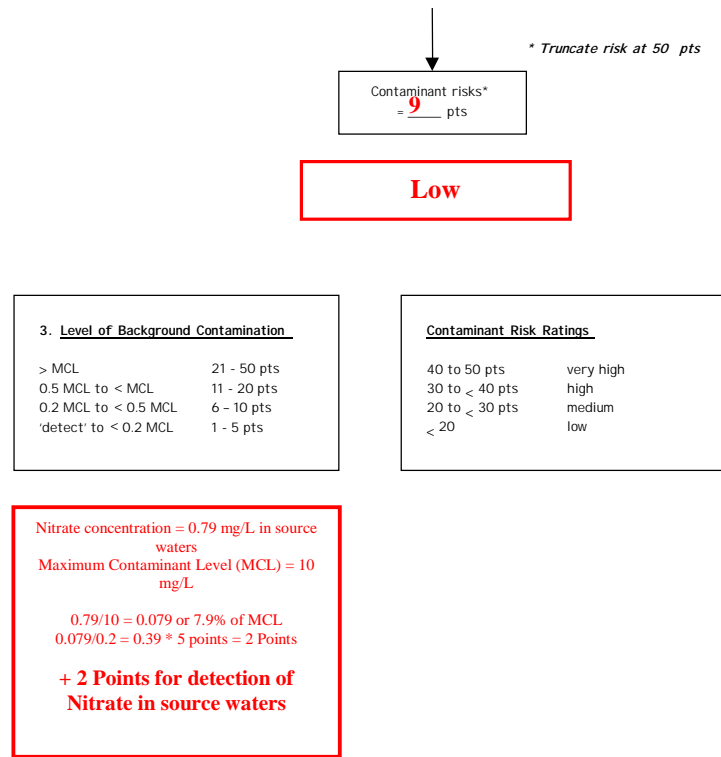 * Truncate risk at 50 pts
Contaminant risks*
= 9 pts
Low
3. Level of Background Contamination
> MCL 21 - 50 pts
0.5 MCL to < MCL 11 - 20 pts
0.2 MCL to < 0.5 MCL 6 – 10 pts
‘detect’ to < 0.2 MCL 1 - 5 pts
Contaminant Risk Ratings
40 to 50 pts very high
30 to < 40 pts high
20 to < 30 pts medium
< 20 low
Nitrate concentration = 0.79 mg/L in source
waters
Maximum Contaminant Level (MCL) = 10
mg/L
0.79/10 = 0.079 or 7.9% of MCL
0.079/0.2 = 0.39 * 5 points = 2 Points
+ 2 Points for detection of
Nitrate in source waters